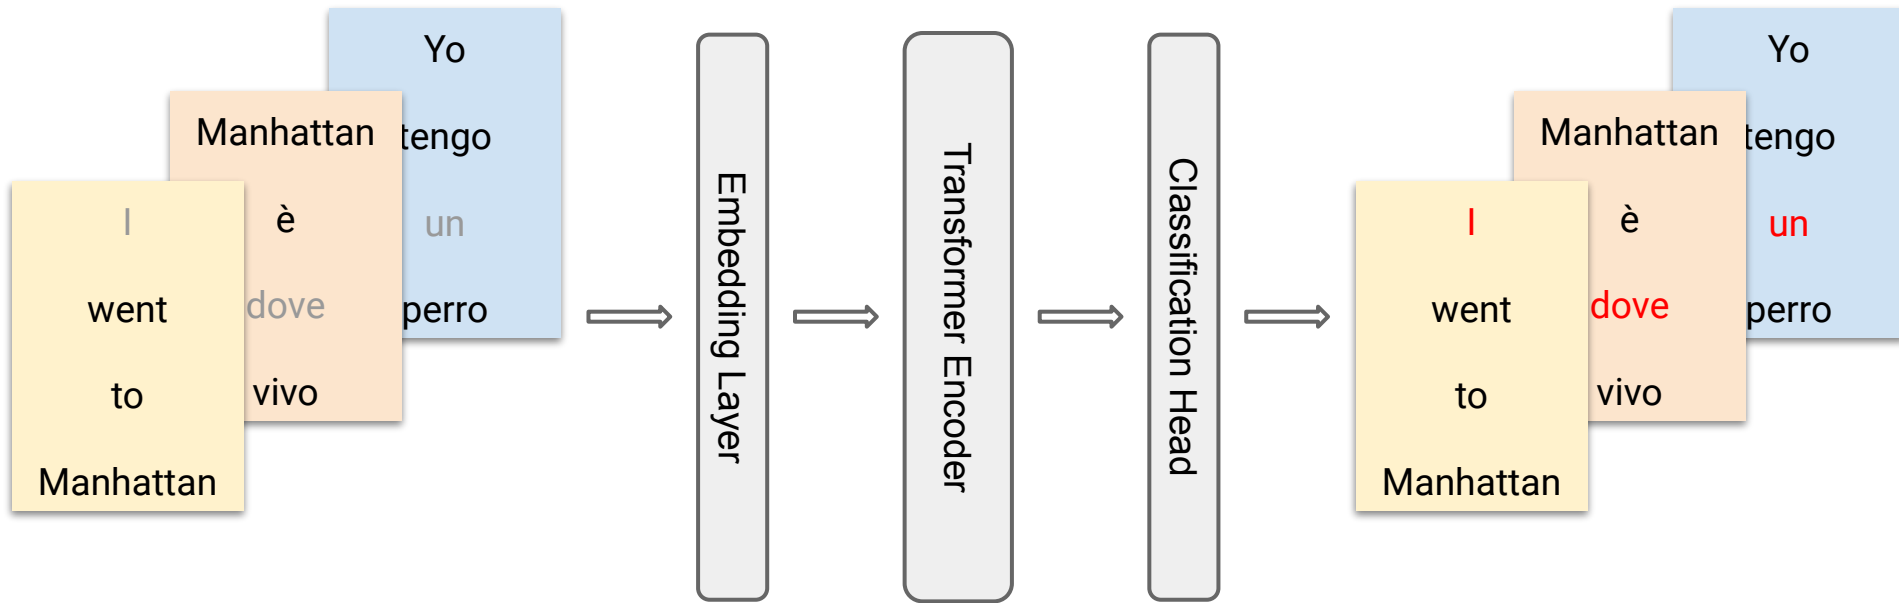 I
went
to
Manhattan
Manhattan
è
dove
vivo
Yo
tengo
un
perro
Embedding Layer
Transformer Encoder
Classification Head
I
went
to
Manhattan
Manhattan
è
dove
vivo
Yo
tengo
un
perro